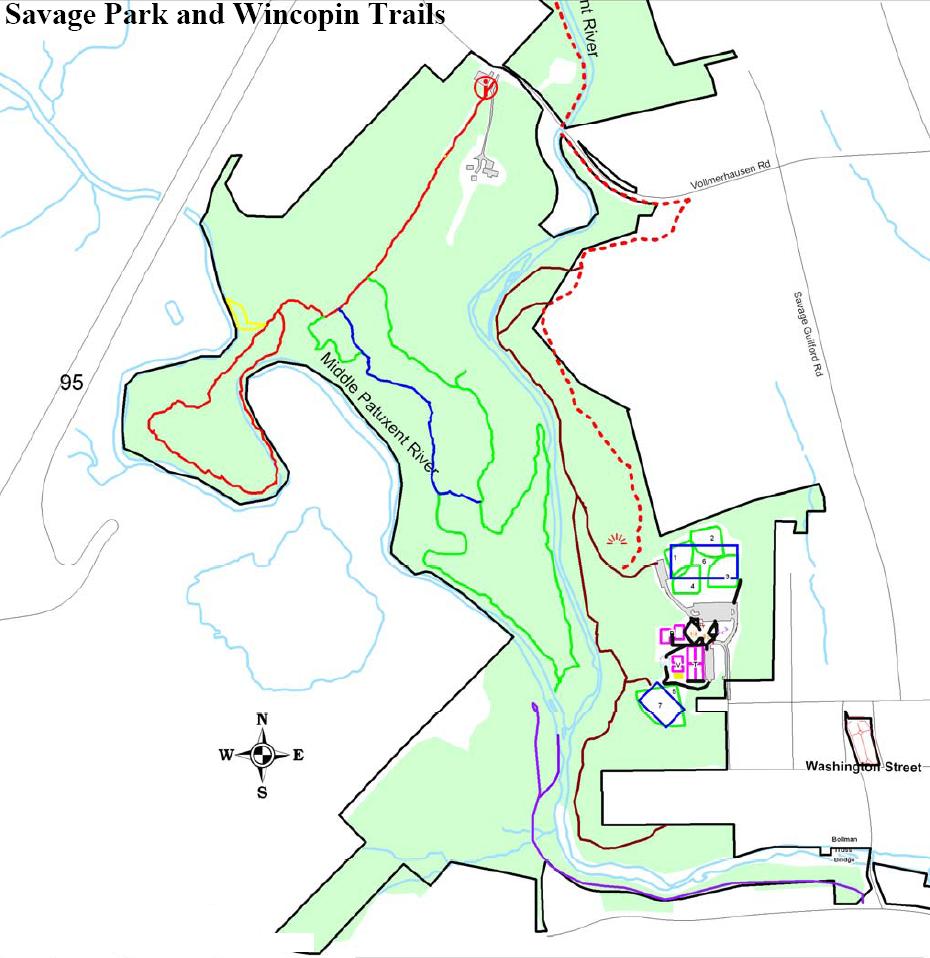 Savage Park and Wincopin Trails
nt River
i
Vollmerhausen Rd
Savage Guilford Rd
95
Middle Patuxent River
2
1
6
3
4
N
W E
S
7
Washington Street
Bollman
Truss
Bridge